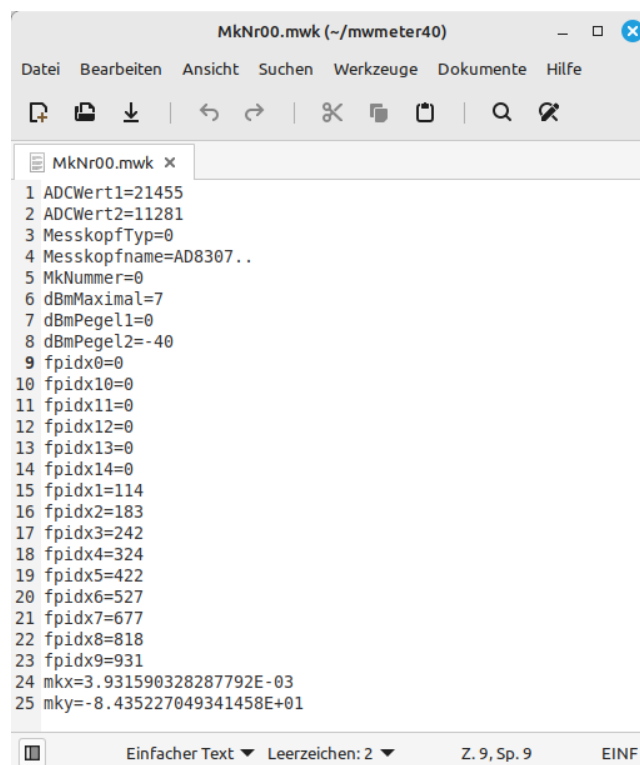 MkNr00.mwk (~/mwmeter40)
Datei Bearbeiten Ansicht Suchen Werkzeuge Dokumente Hilfe
MkNr00.mwk
1 ADCWert1=21455
2 ADCWert2=11281
3 MesskopfTyp=0
4 Messkopfname=AD8307..
5 MkNummer=0
6 dBmMaximal=7
7 dBmPegel1=0
8 dBmPegel2=-40
9 fpidx0=0
10 fpidx10=0
11 fpidx11=0
12 fpidx12=0
13 fpidx13=0
14 fpidx14=0
15 fpidx1=114
16 fpidx2=183
17 fpidx3=242
18 fpidx4=324
19 fpidx5=422
20 fpidx6=527
21 fpidx7=677
22 fpidx8=818
23 fpidx9=931
24 mkx=3.931590328287792E-03
25 mky=-8.435227049341458E+01
Einfacher Text Leerzeichen: 2 Z. 9, Sp. 9 EINF